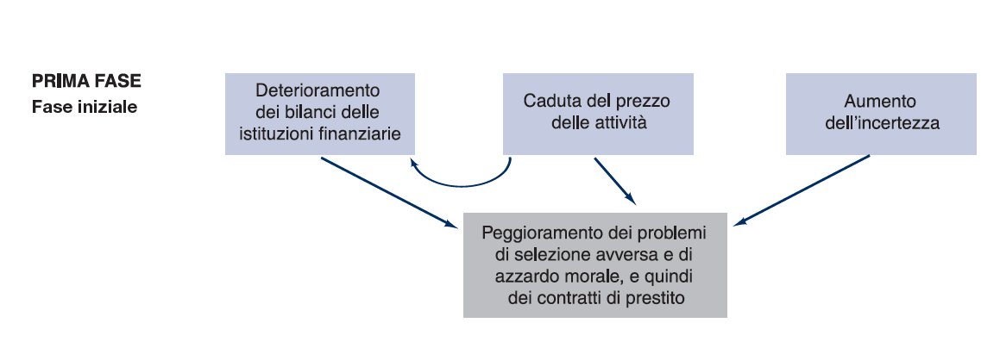 PRIMA FASE
Fase iniziale
Deterioramento
dei bilanci delle
istituzioni finanziarie
Caduta del prezzo
delle attività
Aumento
dell'incertezza
Peggioramento dei problemi
di selezione avversa e di
azzardo morale, e quindi
dei contratti di prestito